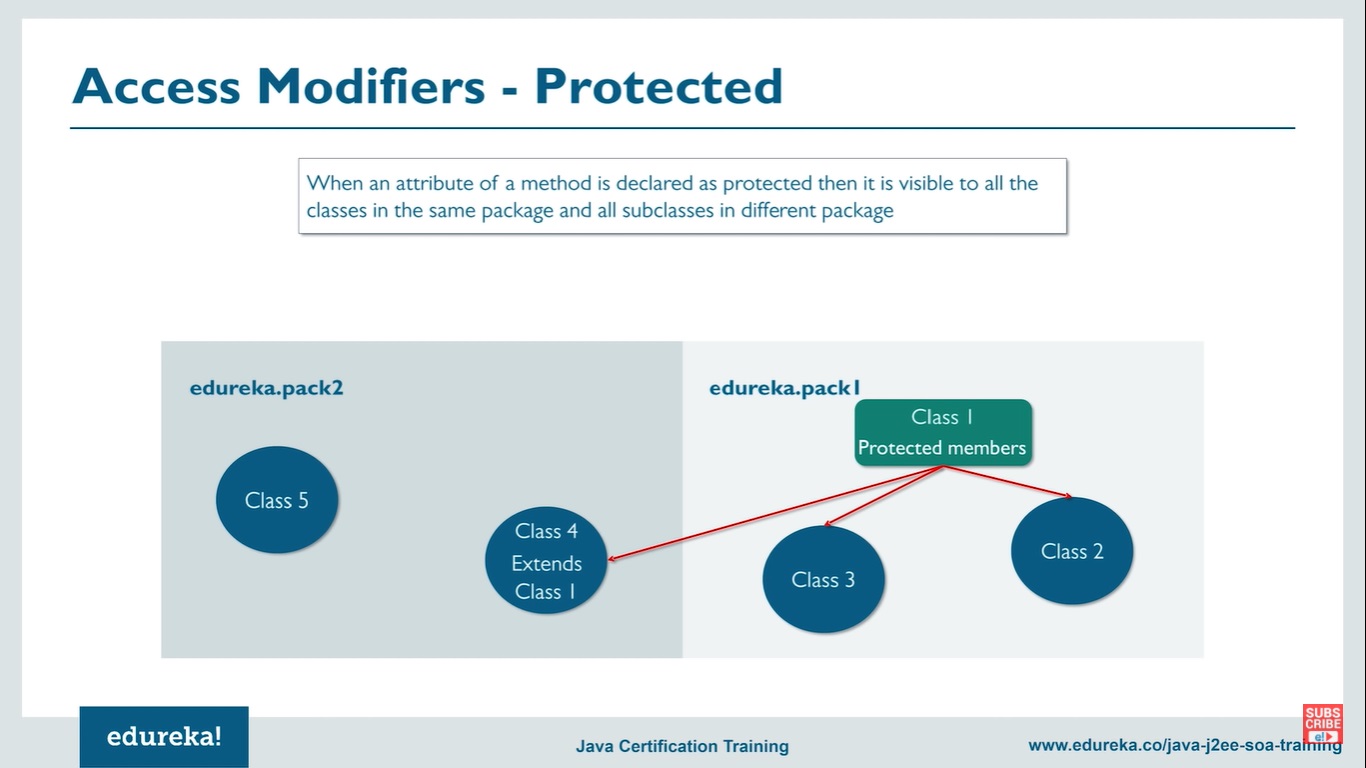 Access Modifiers - Protected
When an attribute of a method is declared as protected then it is visible to all the
classes in the same package and all subclasses in different package
edureka.pack2
edureka.pack1
Class 1
Protected members
Class 5
Class 4
Extends
Class 1
Class 3
Class 2
edureka!
Java Certification Training
www.edureka.co/java-j2ee-soa-training
SUBS
CRIBE
e!